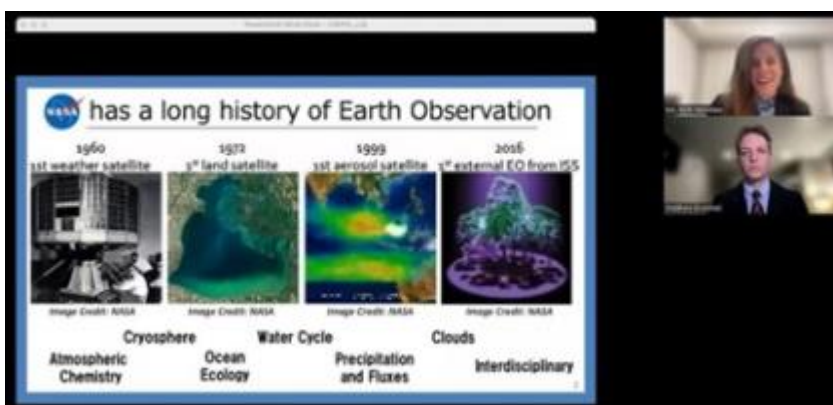 NASA has a long history of Earth Observation
1960 1972 1999 2016
1st weather satellite 1st land satellite 1st aerosol satellite 1st external EO from ISS
Image Credit: NASA Image Credit: NASA Image Credit: NASA Image Credit: NASA
Cryosphere Water Cycle Clouds
Atmospheric Ocean Precipitation Interdisciplinary
Chemistry Ecology and Fluxes